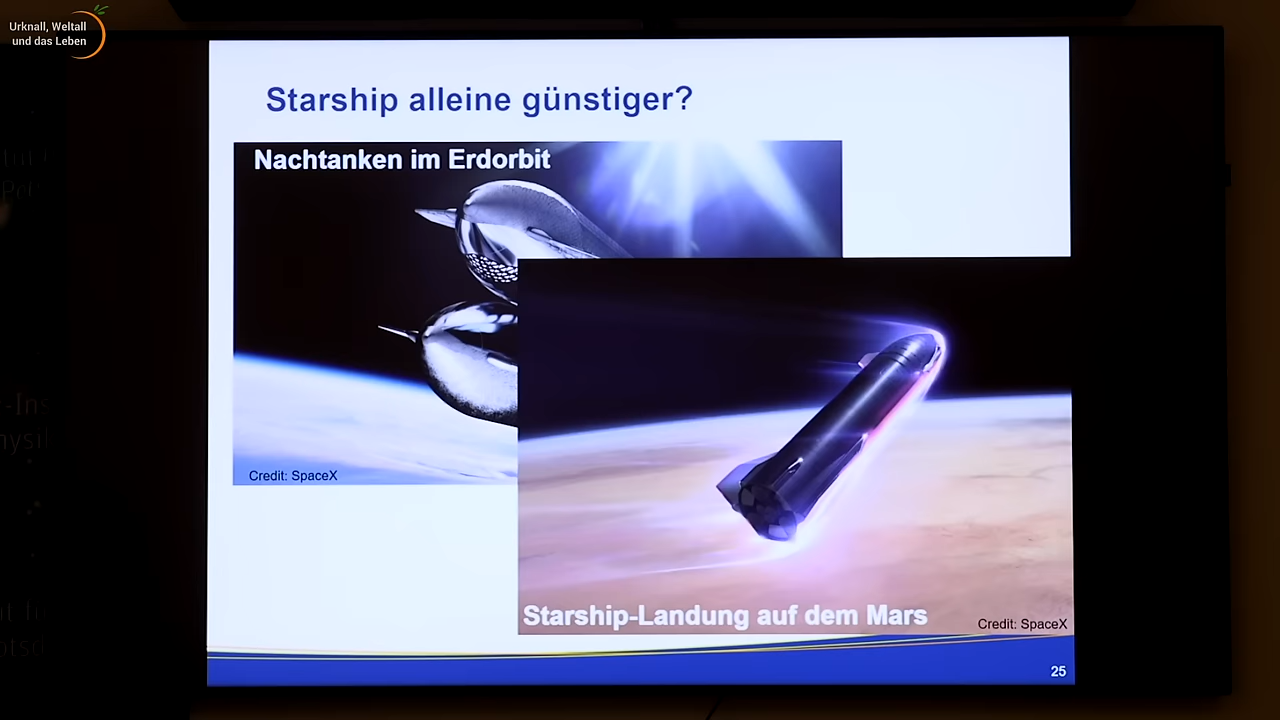 Urknall, Weltall
und das Leben
Starship alleine günstiger?
Nachtanken im Erdorbit
Credit: SpaceX
Starship-Landung auf dem Mars
Credit: SpaceX
25